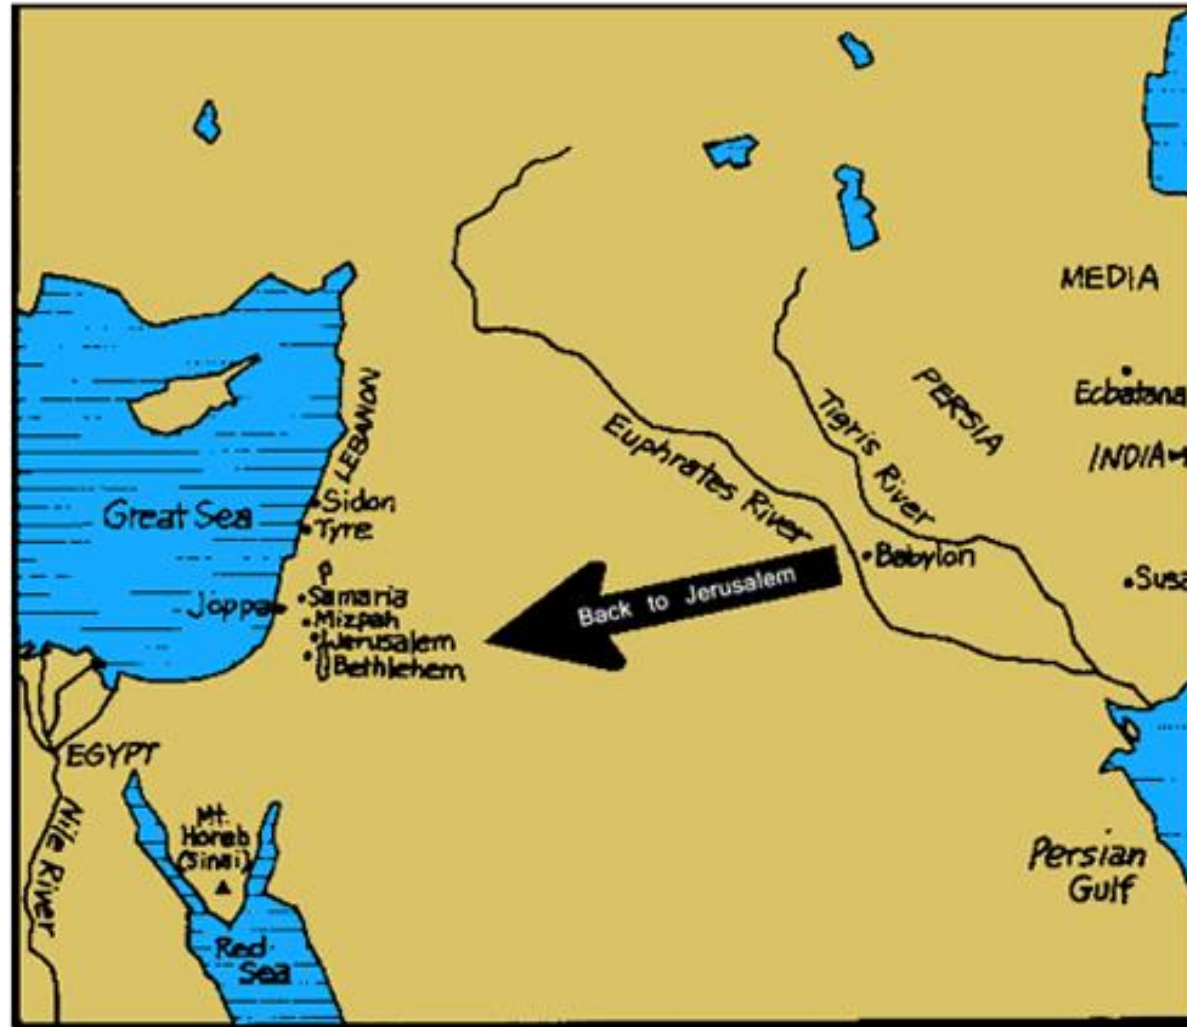 MEDIA
Ecbatana
PERSIA
INDIA
LEBANON
Tigris River
Euphrates River
Great Sea
Sidon
Tyre
Babylon
Susa
Back to Jerusalem
Joppa
Samaria
Mizpah
Jerusalem
Bethlehem
EGYPT
Nile River
Mt.
Horeb
(Sinai)
Red
Sea
Persian
Gulf